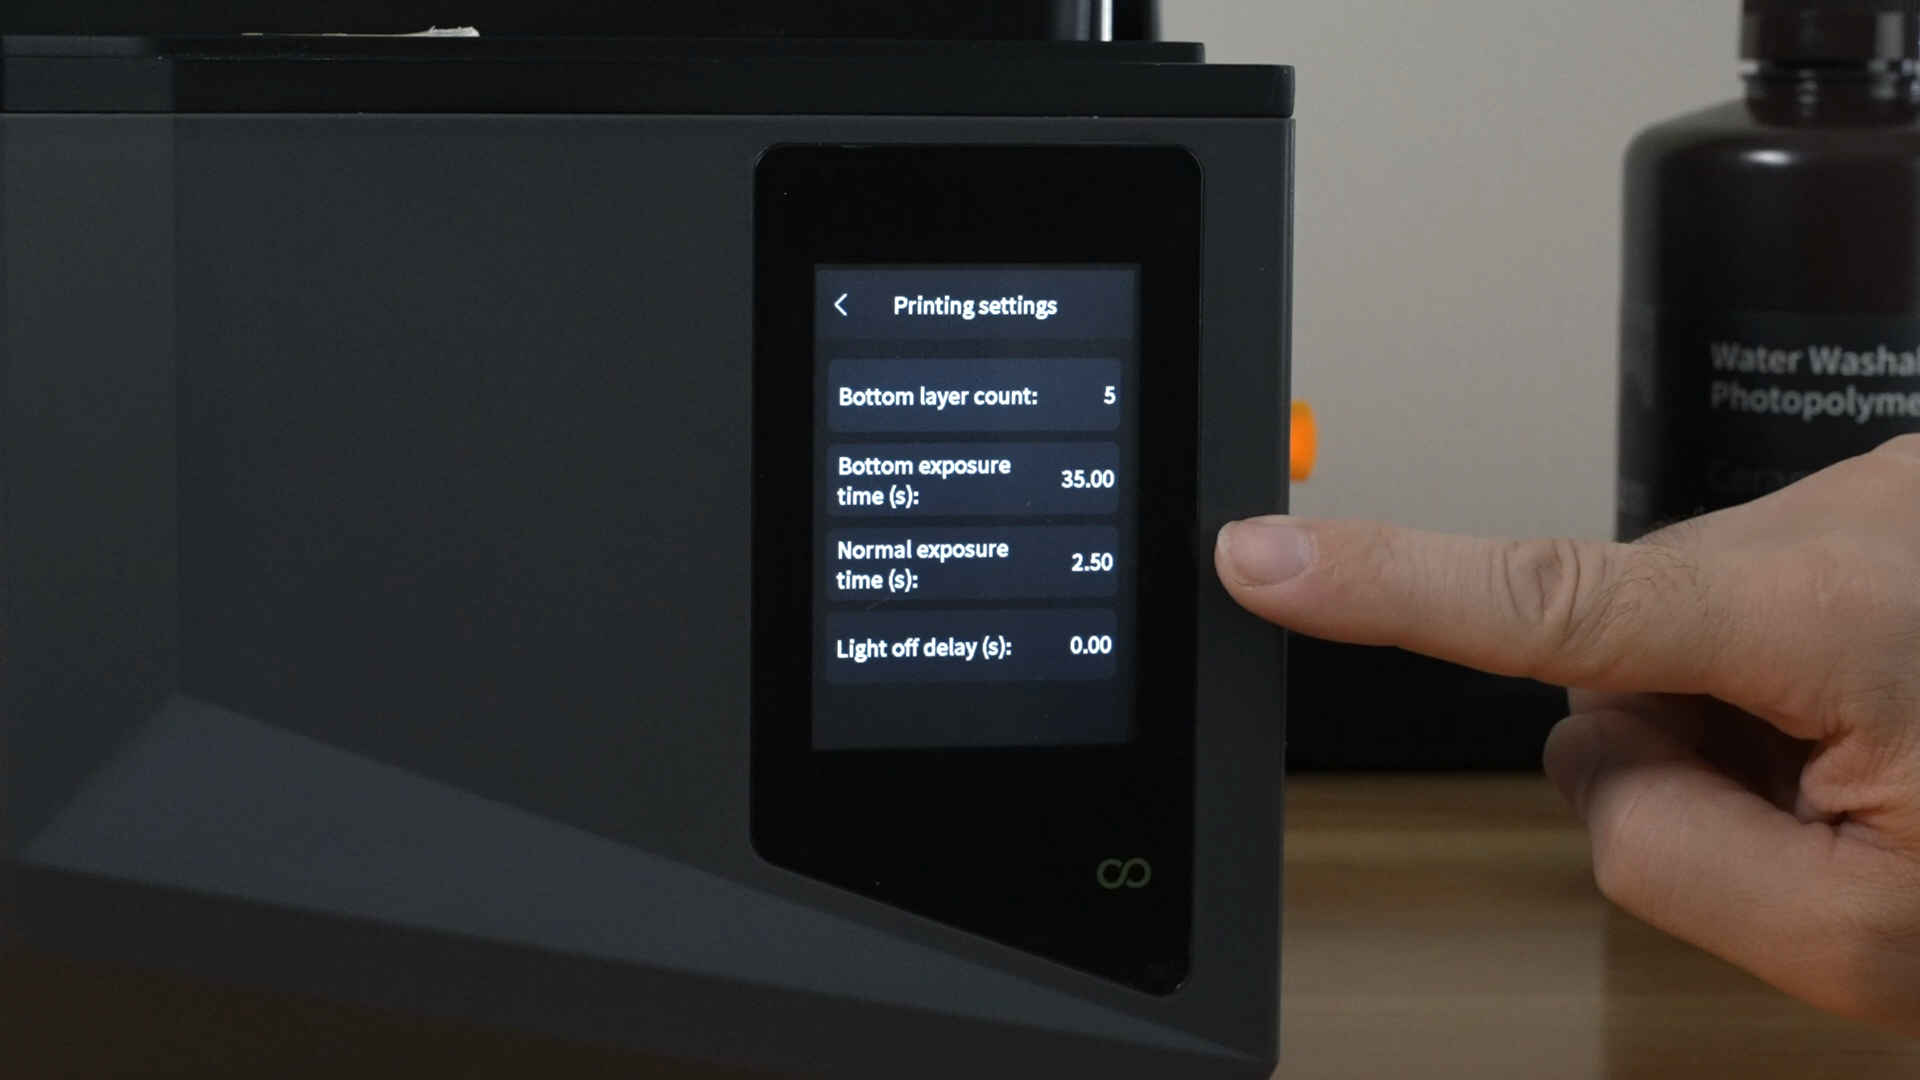 Printing settings
Bottom layer count: 5
Bottom exposure
time (s): 35.00
Normal exposure
time (s): 2.50
Light off delay (s): 0.00
Water
Photopolyme